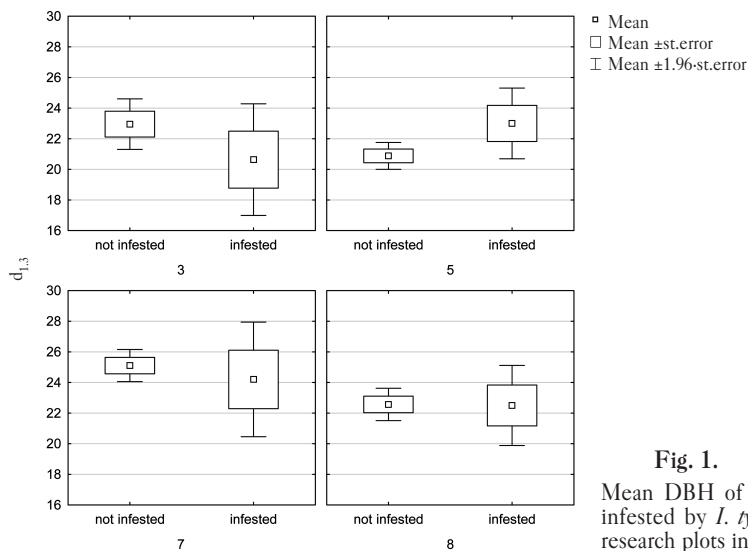 30
28
26
24
22
20
18
16
not infested infested not infested infested
3 5
Mean
Mean ±st.error
Mean ±1.96·st.error
d1.3
30
28
26
24
22
20
18
16
not infested infested not infested infested
7 8
Fig. 1.
Mean DBH of
infested by I.
research plots in